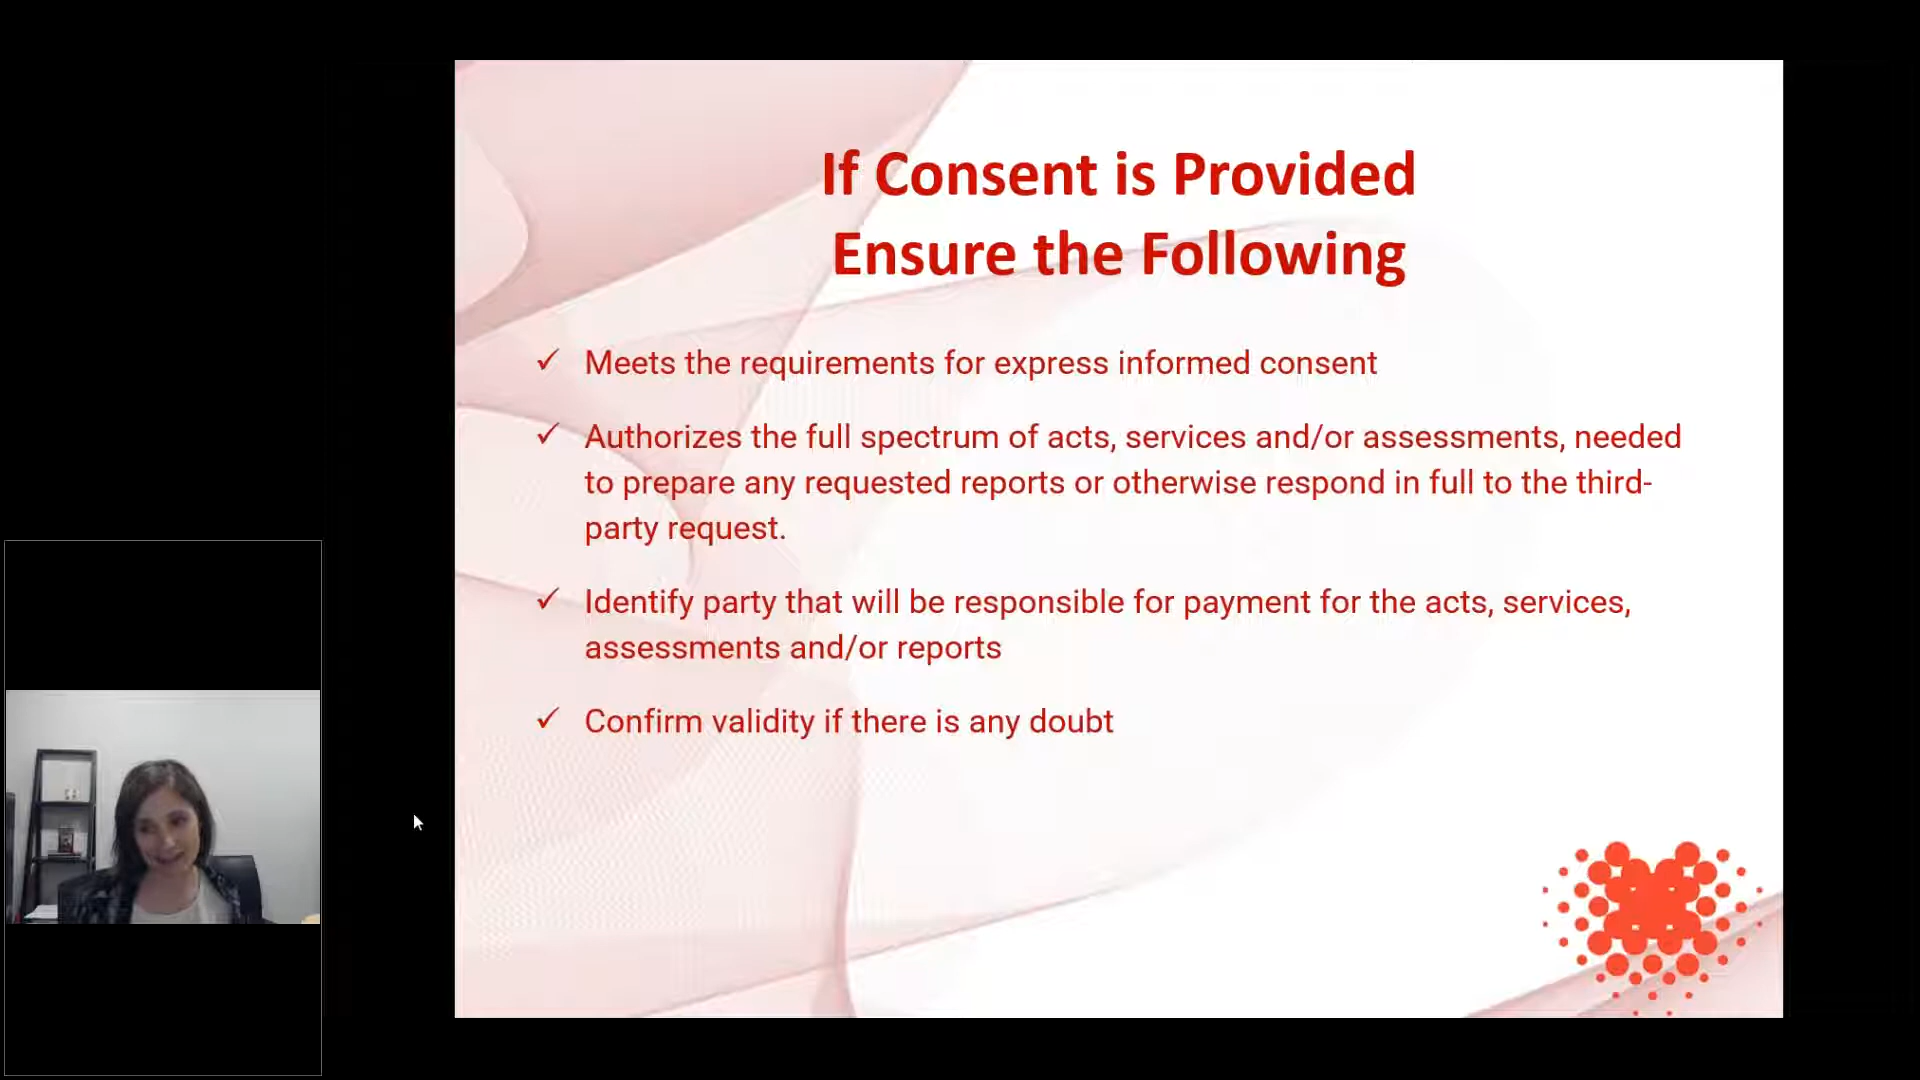 If Consent is Provided
Ensure the Following
✓ Meets the requirements for express informed consent
✓ Authorizes the full spectrum of acts, services and/or assessments, needed
to prepare any requested reports or otherwise respond in full to the third-
party request.
✓ Identify party that will be responsible for payment for the acts, services,
assessments and/or reports
✓ Confirm validity if there is any doubt